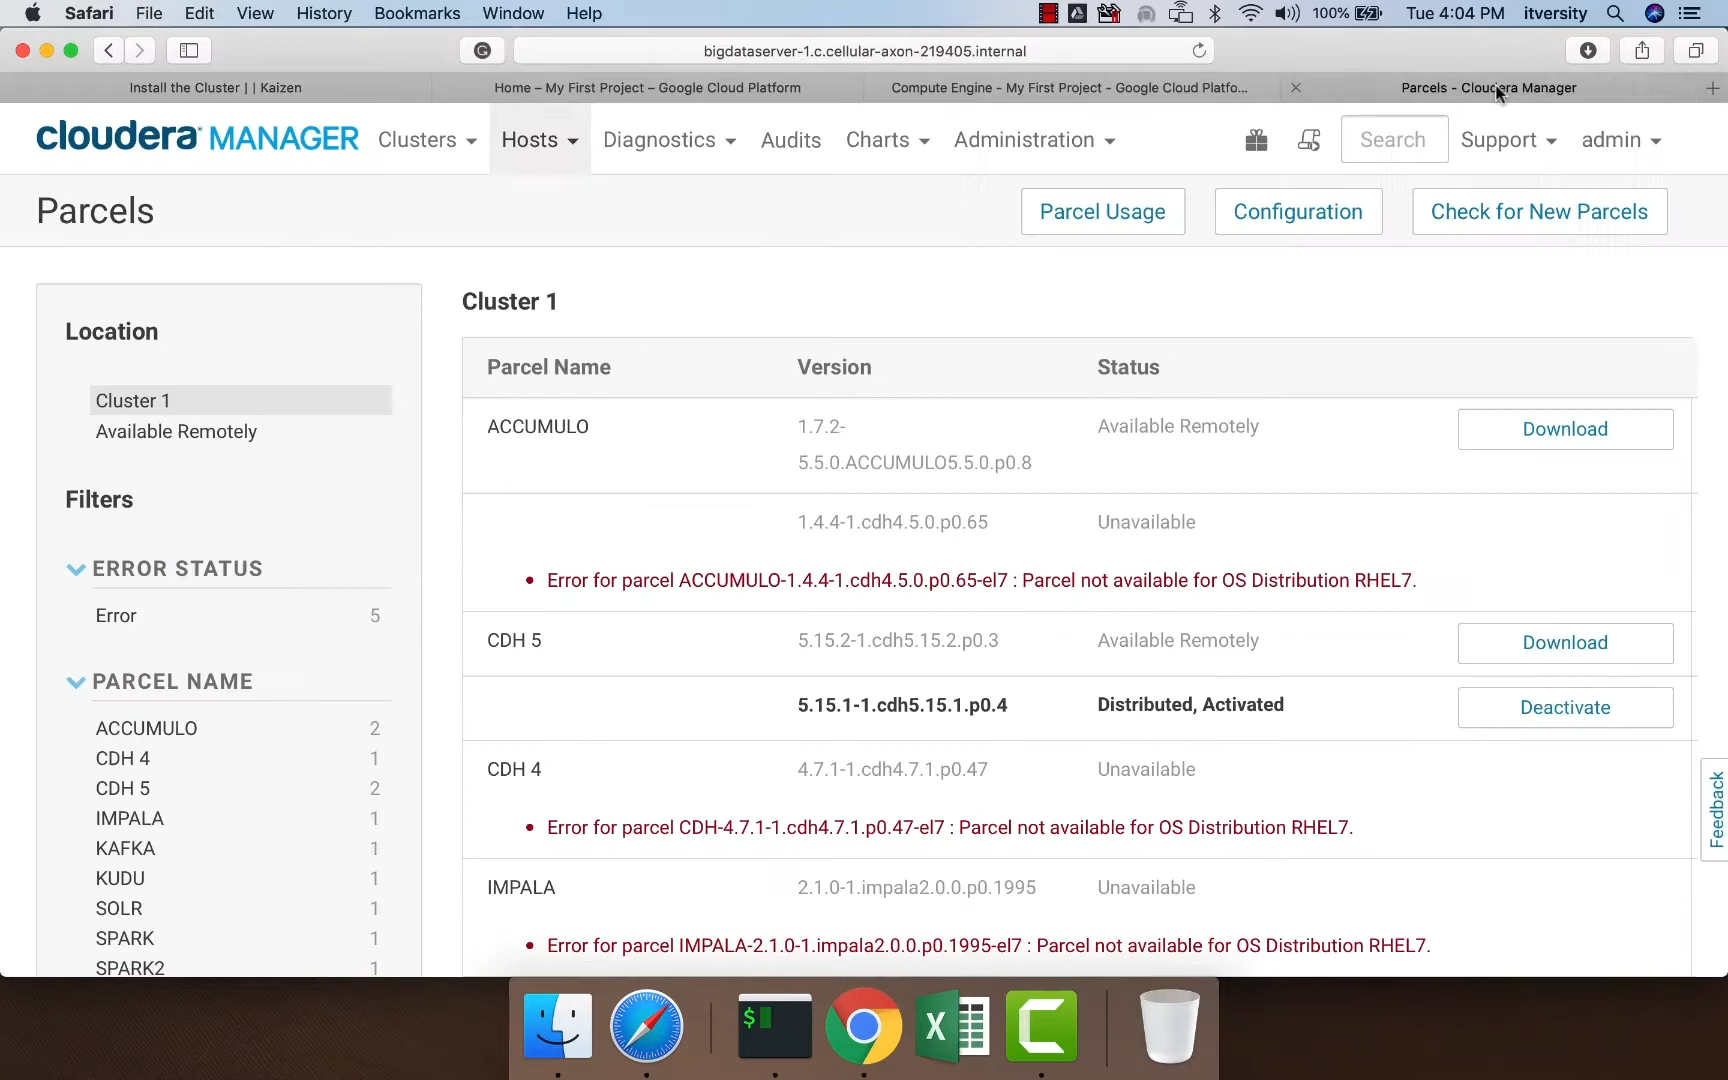 Safari File Edit View History Bookmarks Window Help 100% Tue 4:04 PM itversity
bigdataserver-1.c.cellular-axon-219405.internal
Install the Cluster | | Kaizen
Home – My First Project – Google Cloud Platform
Compute Engine - My First Project - Google Cloud Platfo...
Parcels - Cloudera Manager
cloudera MANAGER Clusters Hosts Diagnostics Audits Charts Administration Search Support admin
Parcels
Parcel Usage
Configuration
Check for New Parcels
Location
Cluster 1
Available Remotely
Filters
ERROR STATUS
Error 5
PARCEL NAME
ACCUMULO 2
CDH 4 1
CDH 5 2
IMPALA 1
KAFKA 1
KUDU 1
SOLR 1
SPARK 1
SPARK2 1
Cluster 1
Parcel Name Version Status
ACCUMULO 1.7.2- Available Remotely Download
5.5.0.ACCUMULO5.5.0.p0.8
1.4.4-1.cdh4.5.0.p0.65 Unavailable
• Error for parcel ACCUMULO-1.4.4-1.cdh4.5.0.p0.65-el7 : Parcel not available for OS Distribution RHEL7.
CDH 5 5.15.2-1.cdh5.15.2.p0.3 Available Remotely Download
5.15.1-1.cdh5.15.1.p0.4 Distributed, Activated Deactivate
CDH 4 4.7.1-1.cdh4.7.1.p0.47 Unavailable
• Error for parcel CDH-4.7.1-1.cdh4.7.1.p0.47-el7 : Parcel not available for OS Distribution RHEL7.
IMPALA 2.1.0-1.impala2.0.0.p0.1995 Unavailable
• Error for parcel IMPALA-2.1.0-1.impala2.0.0.p0.1995-el7 : Parcel not available for OS Distribution RHEL7.
Feedback